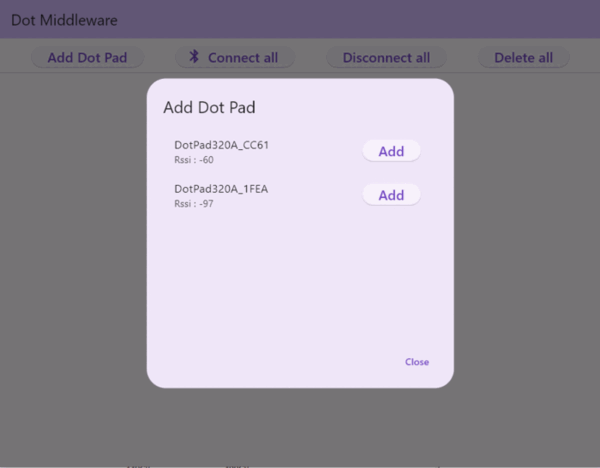 Dot Middleware
Add Dot Pad Connect all Disconnect all Delete all
Add Dot Pad
DotPad320A_CC61
Rssi : -60
Add
DotPad320A_1FEA
Rssi : -97
Add
Close